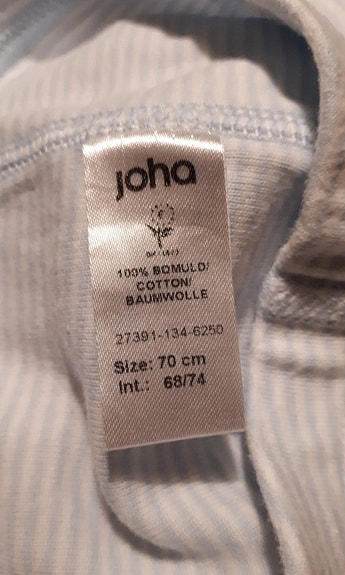 joha
100% BOMULD/
COTTON/
BAUMWOLLE
27391-134-6250
Size: 70 cm
Int.: 68/74